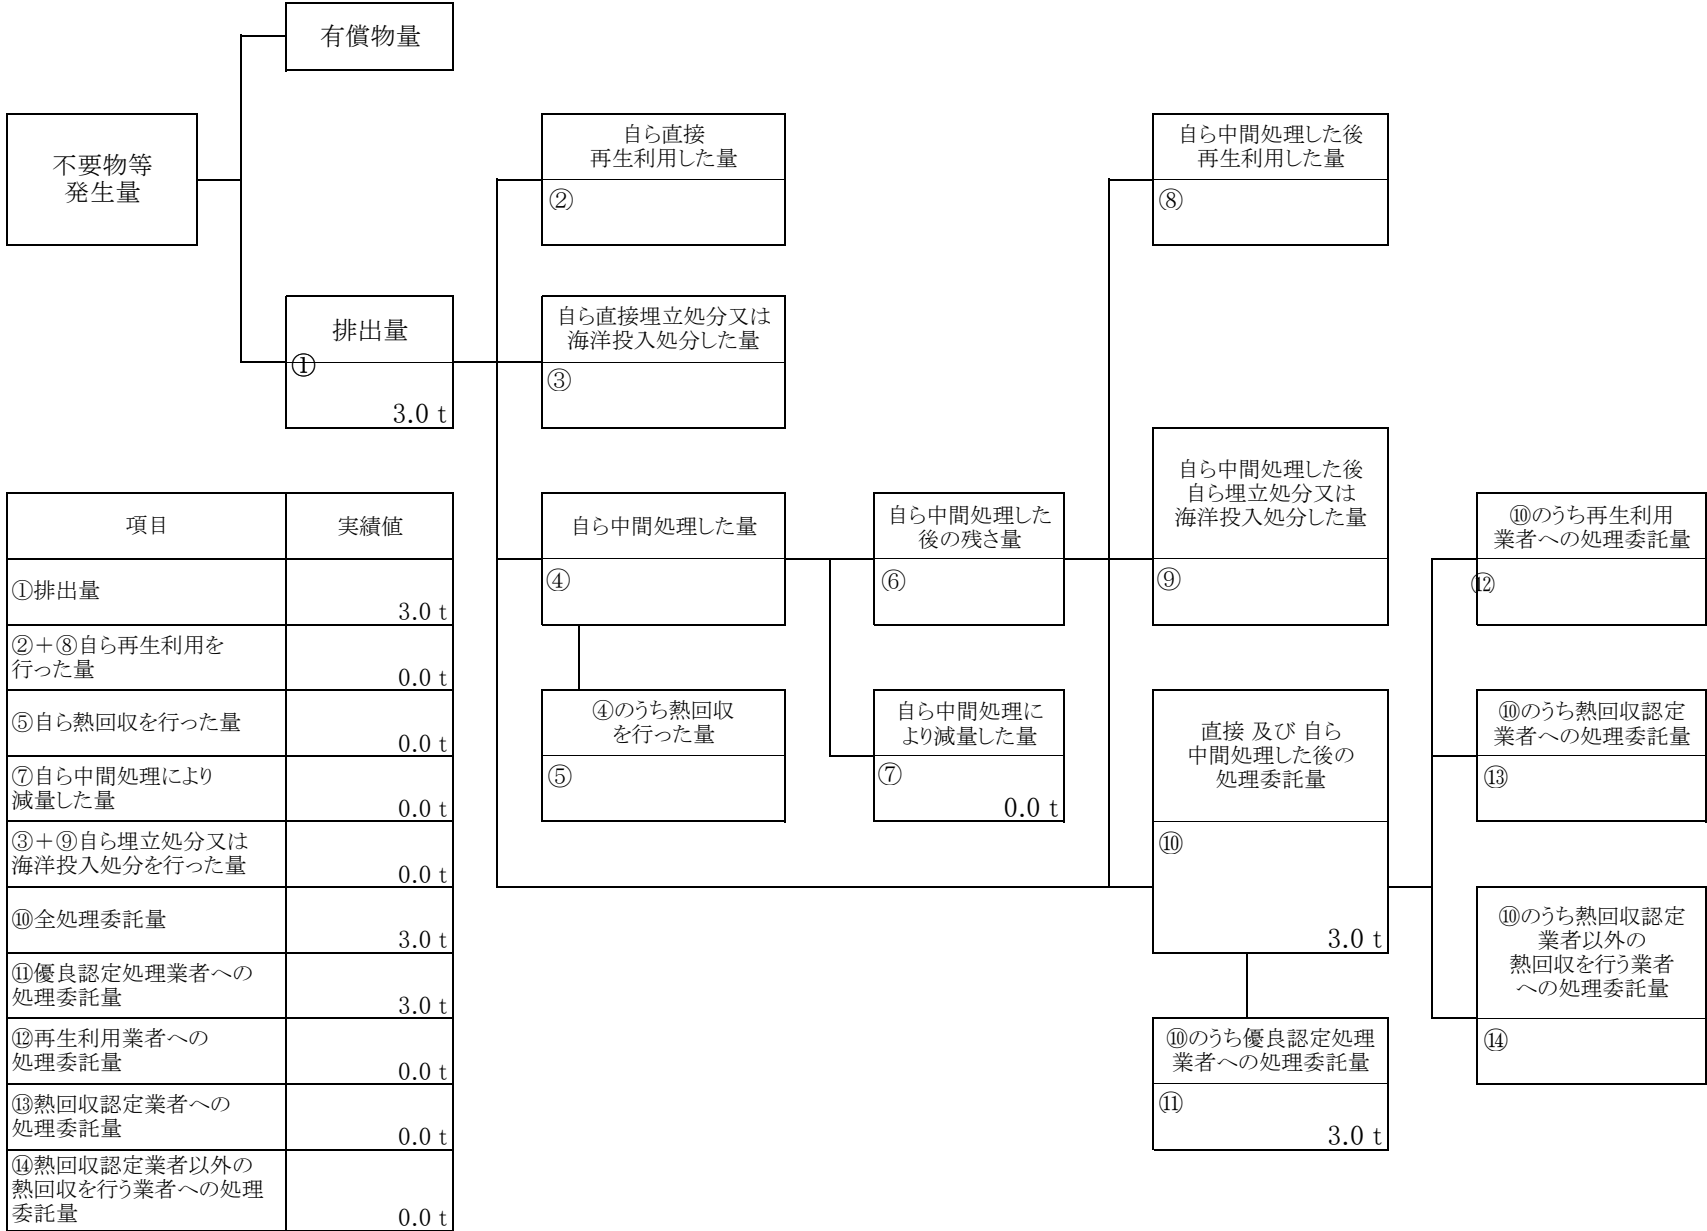 有償物量
不要物等
発生量
自ら直接
再生利用した量
②
自ら中間処理した後
再生利用した量
⑧
排出量
①
3.0 t
自ら直接埋立処分又は
海洋投入処分した量
③
自ら中間処理した量
④
自ら中間処理した
後の残さ量
⑥
自ら中間処理した後
自ら埋立処分又は
海洋投入処分した量
⑨
⑩のうち再生利用
業者への処理委託量
⑫
④のうち熱回収
を行った量
⑤
自ら中間処理に
より減量した量
⑦
0.0 t
直接 及び 自ら
中間処理した後の
処理委託量
⑩
3.0 t
⑩のうち熱回収認定
業者への処理委託量
⑬
⑩のうち熱回収認定
業者以外の
熱回収を行う業者
への処理委託量
⑭
⑩のうち優良認定処理
業者への処理委託量
⑪
3.0 t
項目 実績値
①排出量
3.0 t
②+⑧自ら再生利用を
行った量
0.0 t
⑤自ら熱回収を行った量
0.0 t
⑦自ら中間処理により
減量した量
0.0 t
③+⑨自ら埋立処分又は
海洋投入処分を行った量
0.0 t
⑩全処理委託量
3.0 t
⑪優良認定処理業者への
処理委託量
3.0 t
⑫再生利用業者への
処理委託量
0.0 t
⑬熱回収認定業者への
処理委託量
0.0 t
⑭熱回収認定業者以外の
熱回収を行う業者への処理
委託量
0.0 t